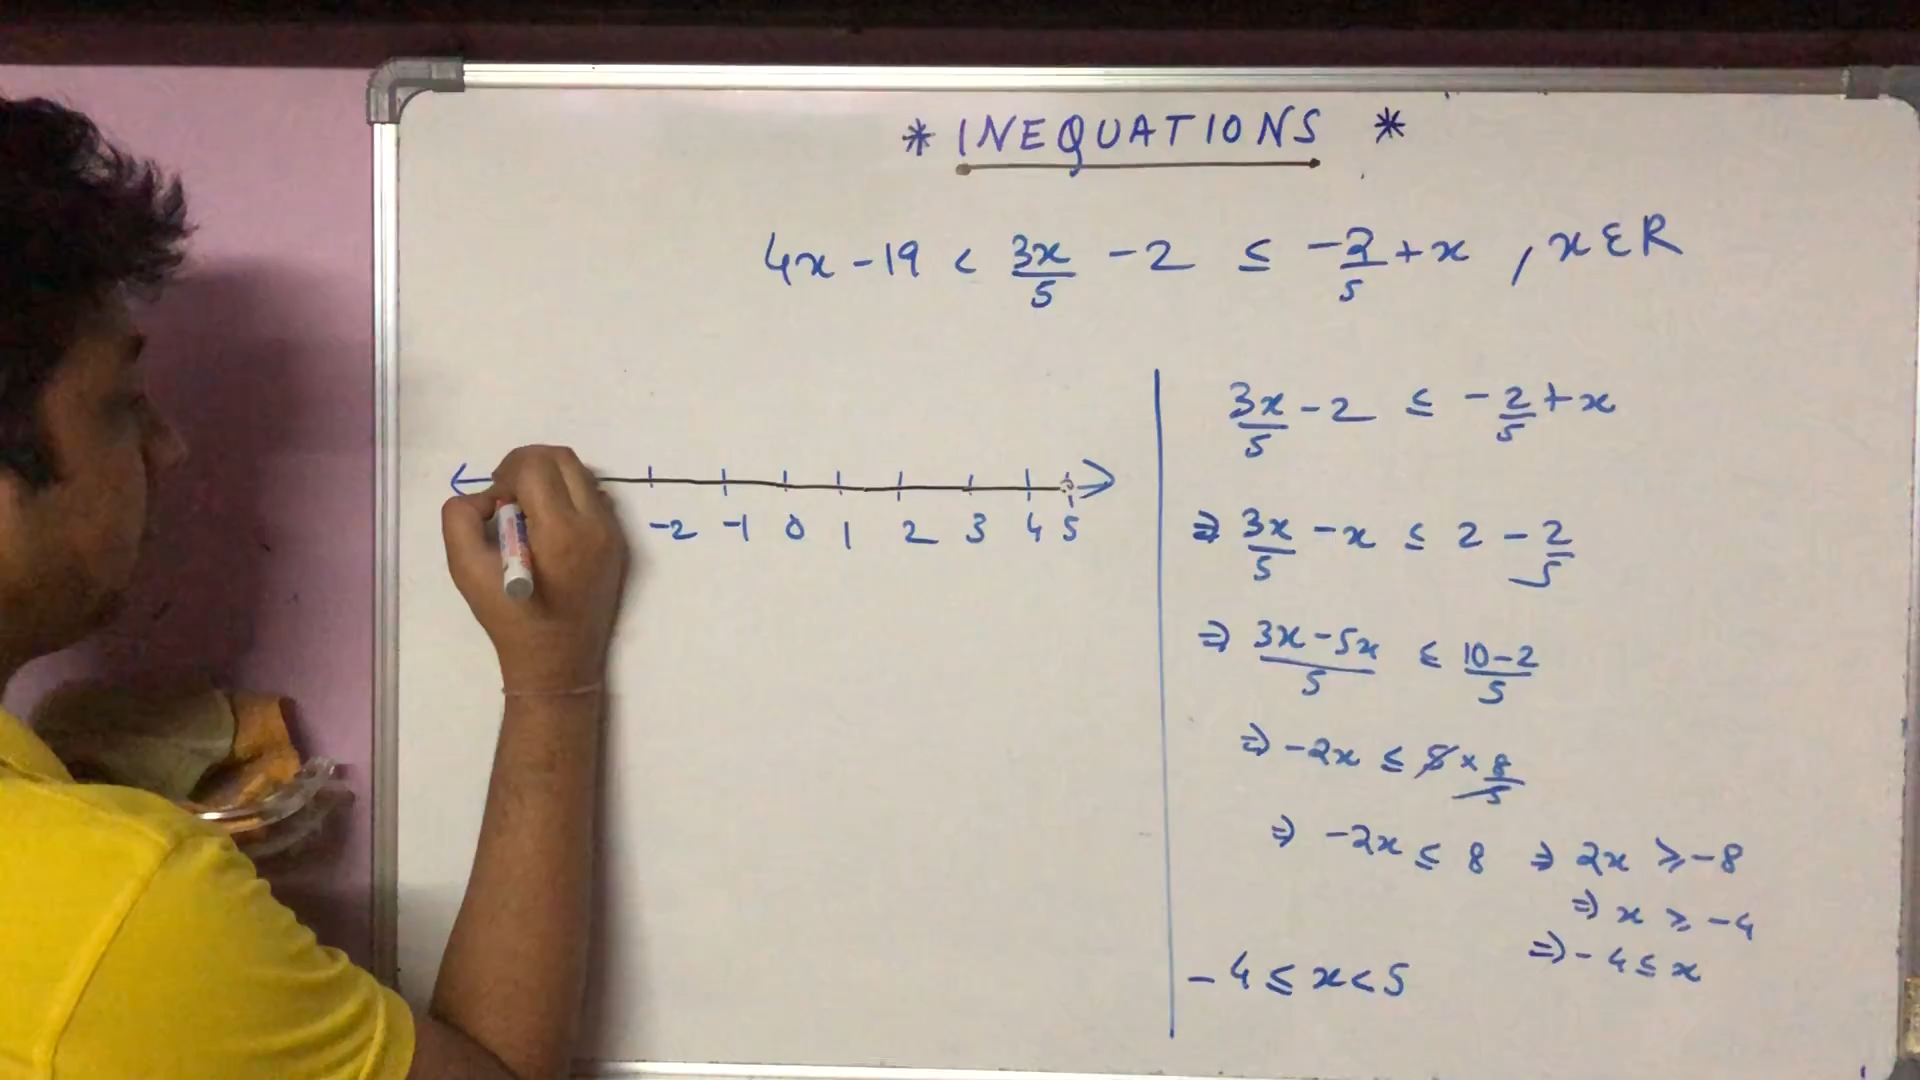 * INEQUATIONS *
4x - 19 < 3x/5 - 2 ≤ -2/5 + x , x ε R
-2 -1 0 1 2 3 4 5
3x/5 - 2 ≤ -2/5 + x
⇒ 3x/5 - x ≤ 2 - 2/5
⇒ 3x-5x/5 ≤ 10-2/5
⇒ -2x ≤ 5 × 8/5
⇒ -2x ≤ 8 ⇒ 2x ≥ -8
⇒ x ≥ -4
⇒ -4 ≤ x
-4 ≤ x < 5